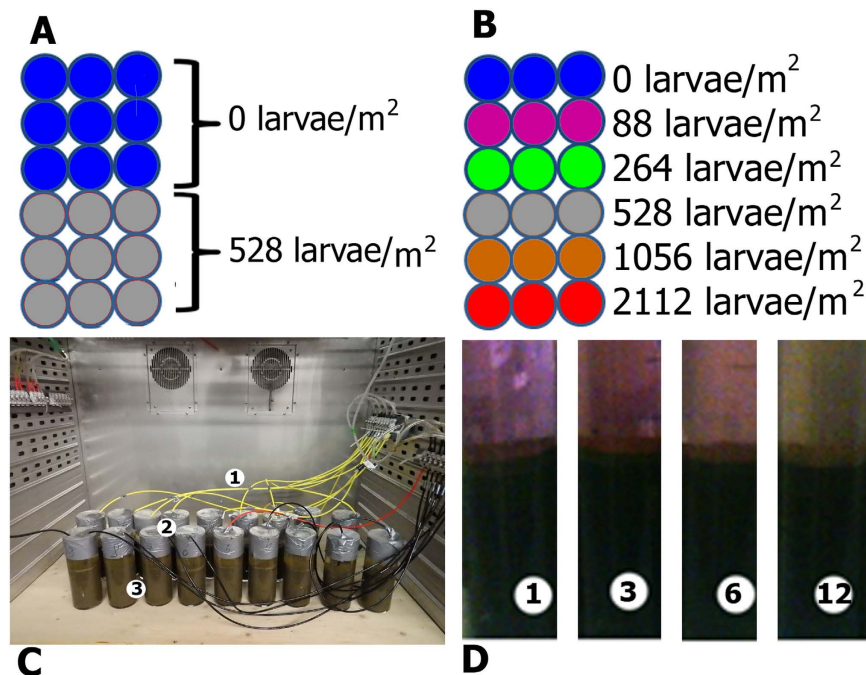 A
0 larvae/m²
528 larvae/m²
B
0 larvae/m²
88 larvae/m²
264 larvae/m²
528 larvae/m²
1056 larvae/m²
2112 larvae/m²
1
2
3
C
1
3
6
12
D